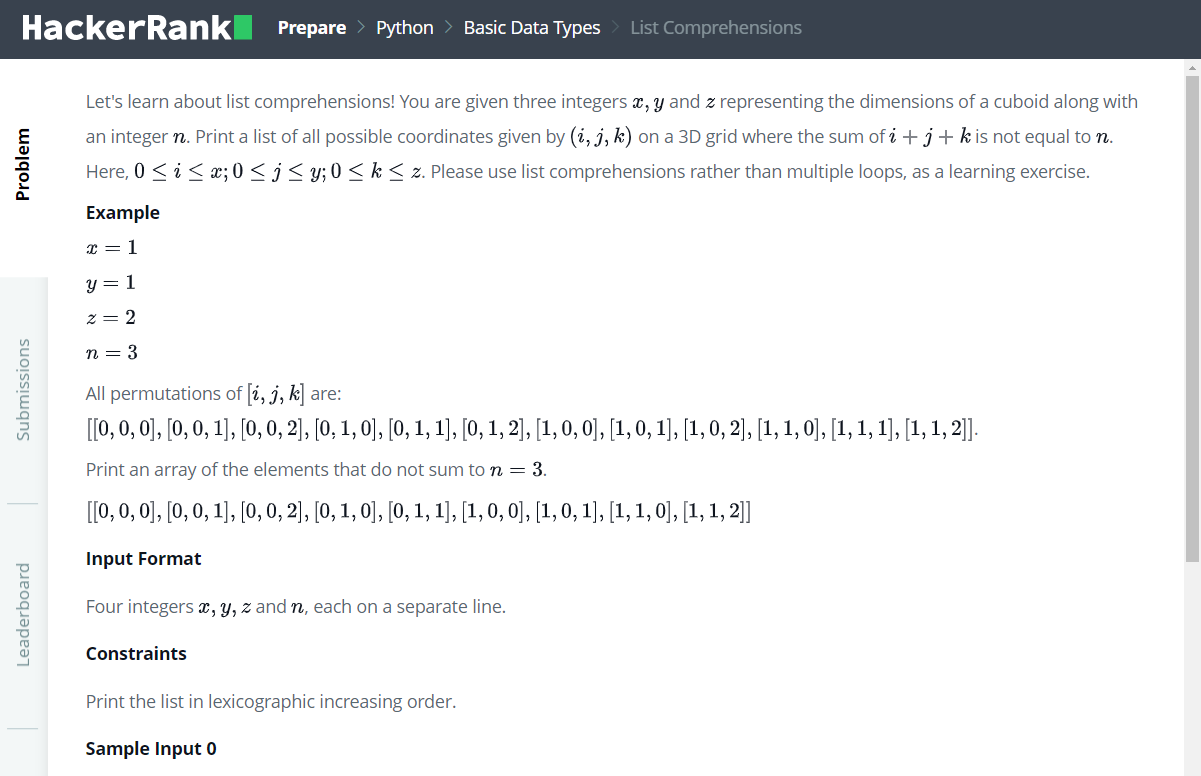 HackerRank
Prepare > Python > Basic Data Types > List Comprehensions
Problem
Submissions
Leaderboard
Let's learn about list comprehensions! You are given three integers x, y and z representing the dimensions of a cuboid along with
an integer n. Print a list of all possible coordinates given by (i, j, k) on a 3D grid where the sum of i + j + k is not equal to n.
Here, 0 ≤ i ≤ x; 0 ≤ j ≤ y; 0 ≤ k ≤ z. Please use list comprehensions rather than multiple loops, as a learning exercise.
Example
x = 1
y = 1
z = 2
n = 3
All permutations of [i, j, k] are:
[[0, 0, 0], [0, 0, 1], [0, 0, 2], [0, 1, 0], [0, 1, 1], [0, 1, 2], [1, 0, 0], [1, 0, 1], [1, 0, 2], [1, 1, 0], [1, 1, 1], [1, 1, 2]].
Print an array of the elements that do not sum to n = 3.
[[0, 0, 0], [0, 0, 1], [0, 0, 2], [0, 1, 0], [0, 1, 1], [1, 0, 0], [1, 0, 1], [1, 1, 0], [1, 1, 2]]
Input Format
Four integers x, y, z and n, each on a separate line.
Constraints
Print the list in lexicographic increasing order.
Sample Input 0